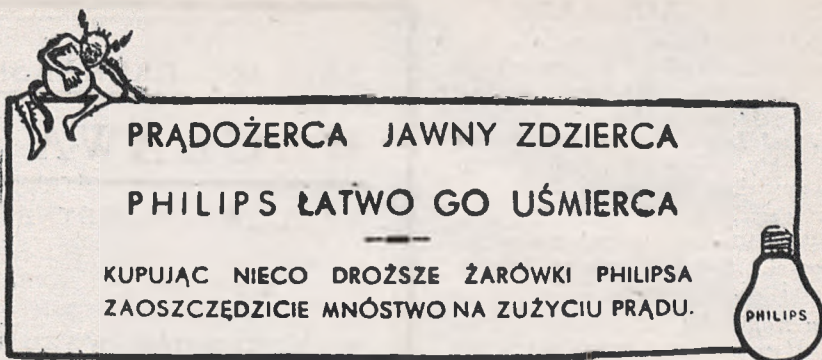 PRĄDOŻERCA JAWNY ZDZIERCA
PHILIPS ŁATWO GO UŚMIERCA
KUPUJĄC NIECO DROŻSZE ŻARÓWKI PHILIPSA
ZAOSZCZĘDZICIE MNÓSTWO NA ZUŻYCIU PRĄDU.
PHILIPS